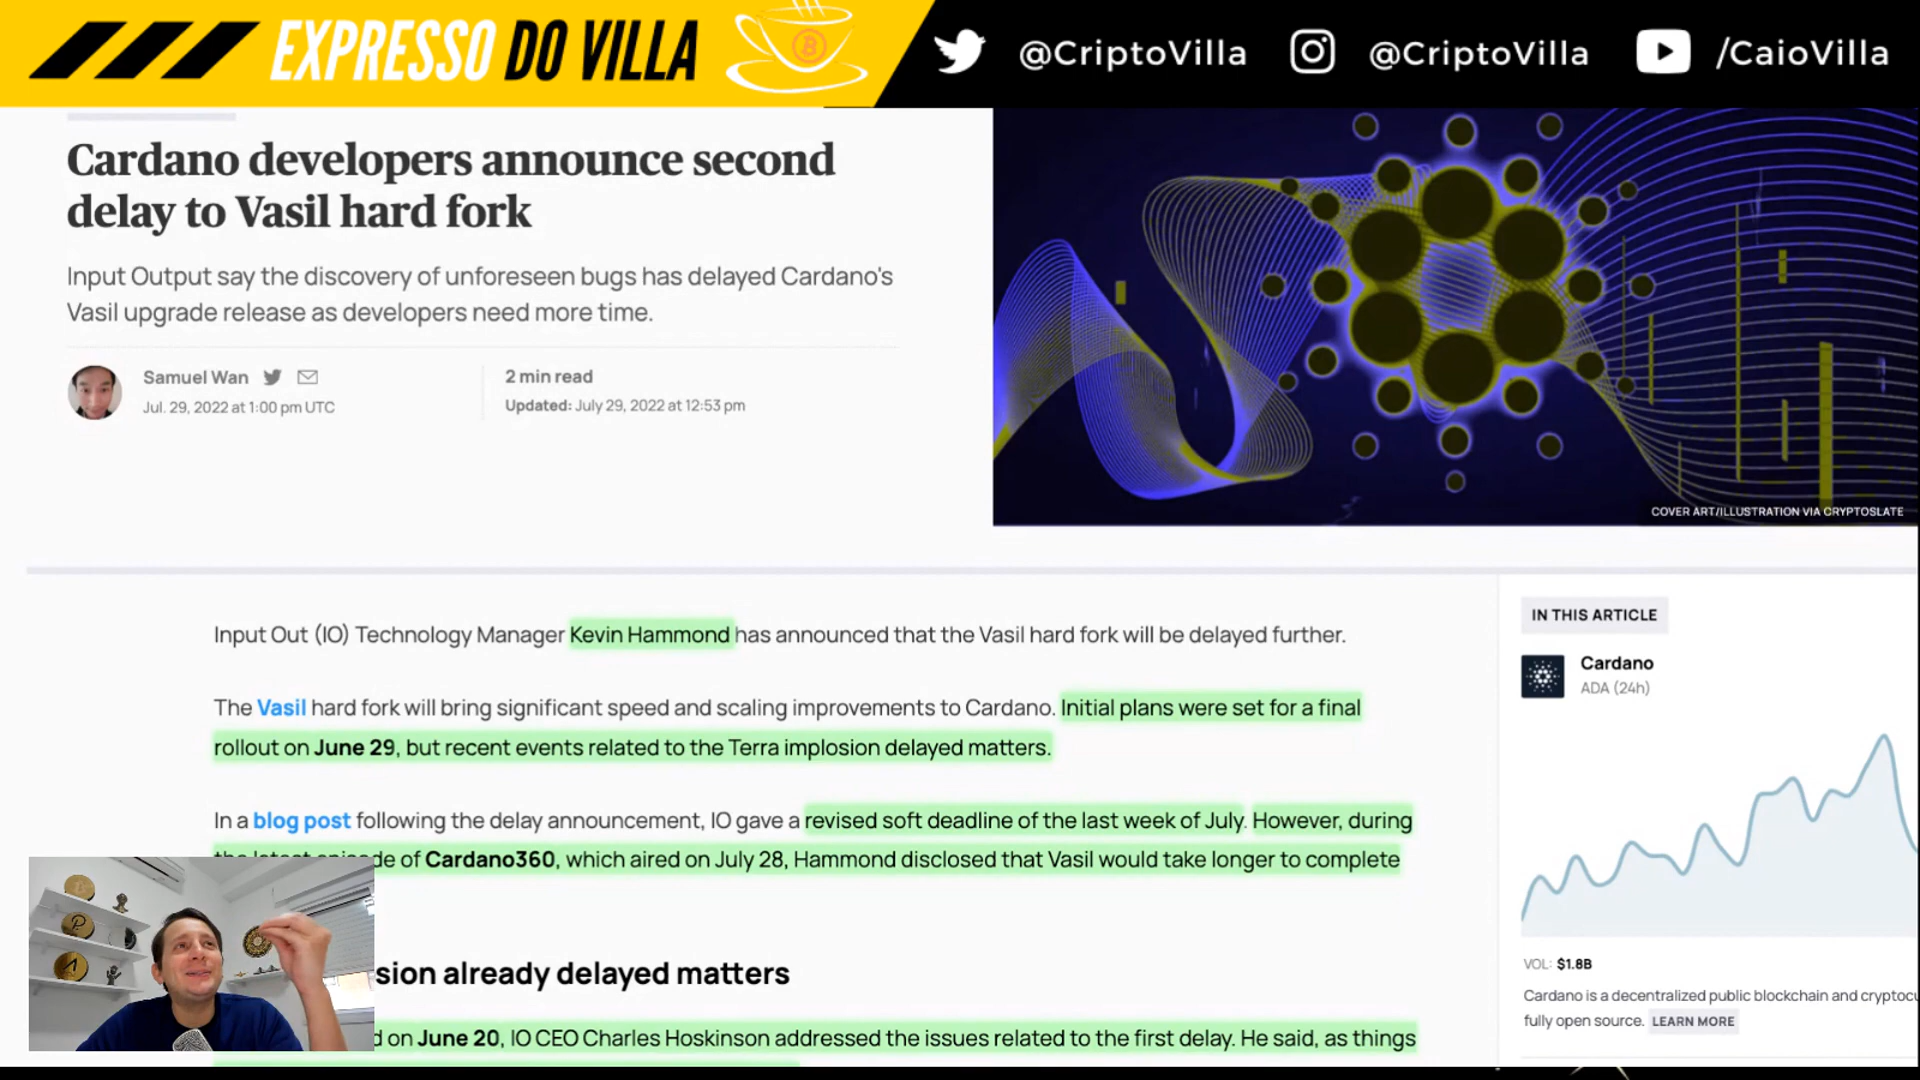 EXPRESSO DO VILLA
@CriptoVilla
@CriptoVilla
/CaioVilla
Cardano developers announce second
delay to Vasil hard fork
Input Output say the discovery of unforeseen bugs has delayed Cardano's
Vasil upgrade release as developers need more time.
Samuel Wan
Jul. 29, 2022 at 1:00 pm UTC
2 min read
Updated: July 29, 2022 at 12:53 pm
COVER ART/ILLUSTRATION VIA CRYPTOSLATE
Input Out (IO) Technology Manager Kevin Hammond has announced that the Vasil hard fork will be delayed further.
The Vasil hard fork will bring significant speed and scaling improvements to Cardano. Initial plans were set for a final
rollout on June 29, but recent events related to the Terra implosion delayed matters.
In a blog post following the delay announcement, IO gave a revised soft deadline of the last week of July. However, during
de of Cardano360, which aired on July 28, Hammond disclosed that Vasil would take longer to complete
sion already delayed matters
d on June 20, IO CEO Charles Hoskinson addressed the issues related to the first delay. He said, as things
IN THIS ARTICLE
Cardano
ADA (24h)
VOL: $1.8B
Cardano is a decentralized public blockchain and cryptocu
fully open source. LEARN MORE